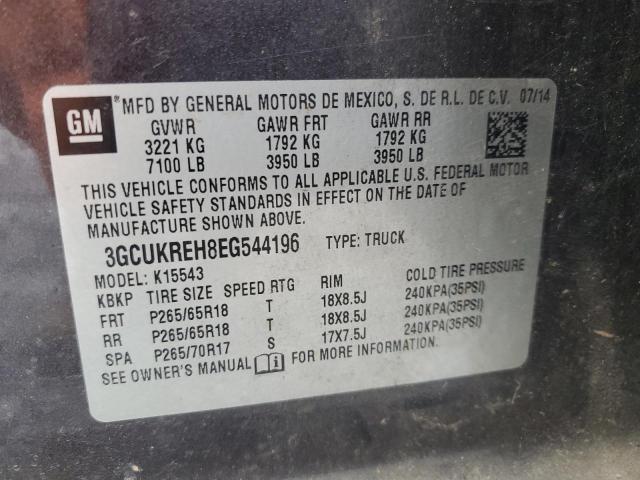 GM
®MFD BY GENERAL MOTORS DE MEXICO, S. DE R.L. DE C.V. 07/14
GVWR GAWR FRT GAWR RR
3221 KG 1792 KG 1792 KG
7100 LB 3950 LB 3950 LB
THIS VEHICLE CONFORMS TO ALL APPLICABLE U.S. FEDERAL MOTOR
VEHICLE SAFETY STANDARDS IN EFFECT ON THE DATE OF
MANUFACTURE SHOWN ABOVE.
3GCUKREH8EG544196 TYPE: TRUCK
MODEL: K15543
KBKP TIRE SIZE SPEED RTG RIM COLD TIRE PRESSURE
FRT P265/65R18 T 18X8.5J 240KPA(35PSI)
RR P265/65R18 T 18X8.5J 240KPA(35PSI)
SPA P265/70R17 S 17X7.5J 240KPA(35PSI)
SEE OWNER'S MANUAL FOR MORE INFORMATION.